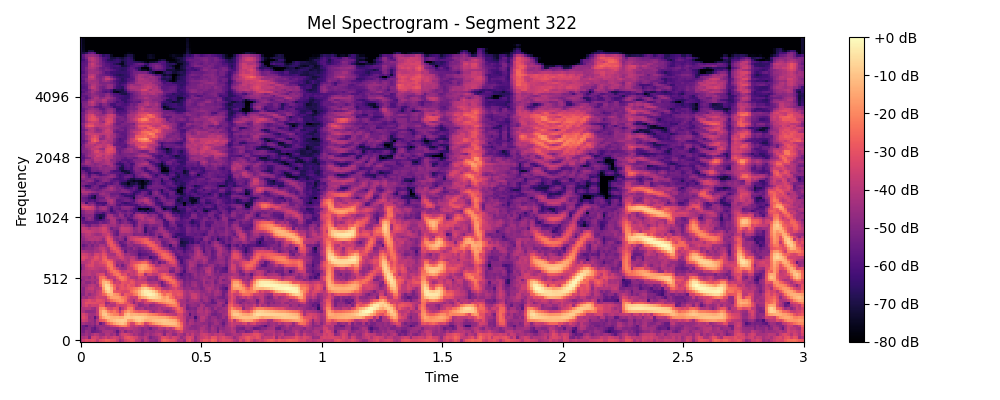 Mel Spectrogram - Segment 322
Frequency
4096
2048
1024
512
0
0
0.5
1
1.5
2
2.5
3
Time
+0 dB
-10 dB
-20 dB
-30 dB
-40 dB
-50 dB
-60 dB
-70 dB
-80 dB